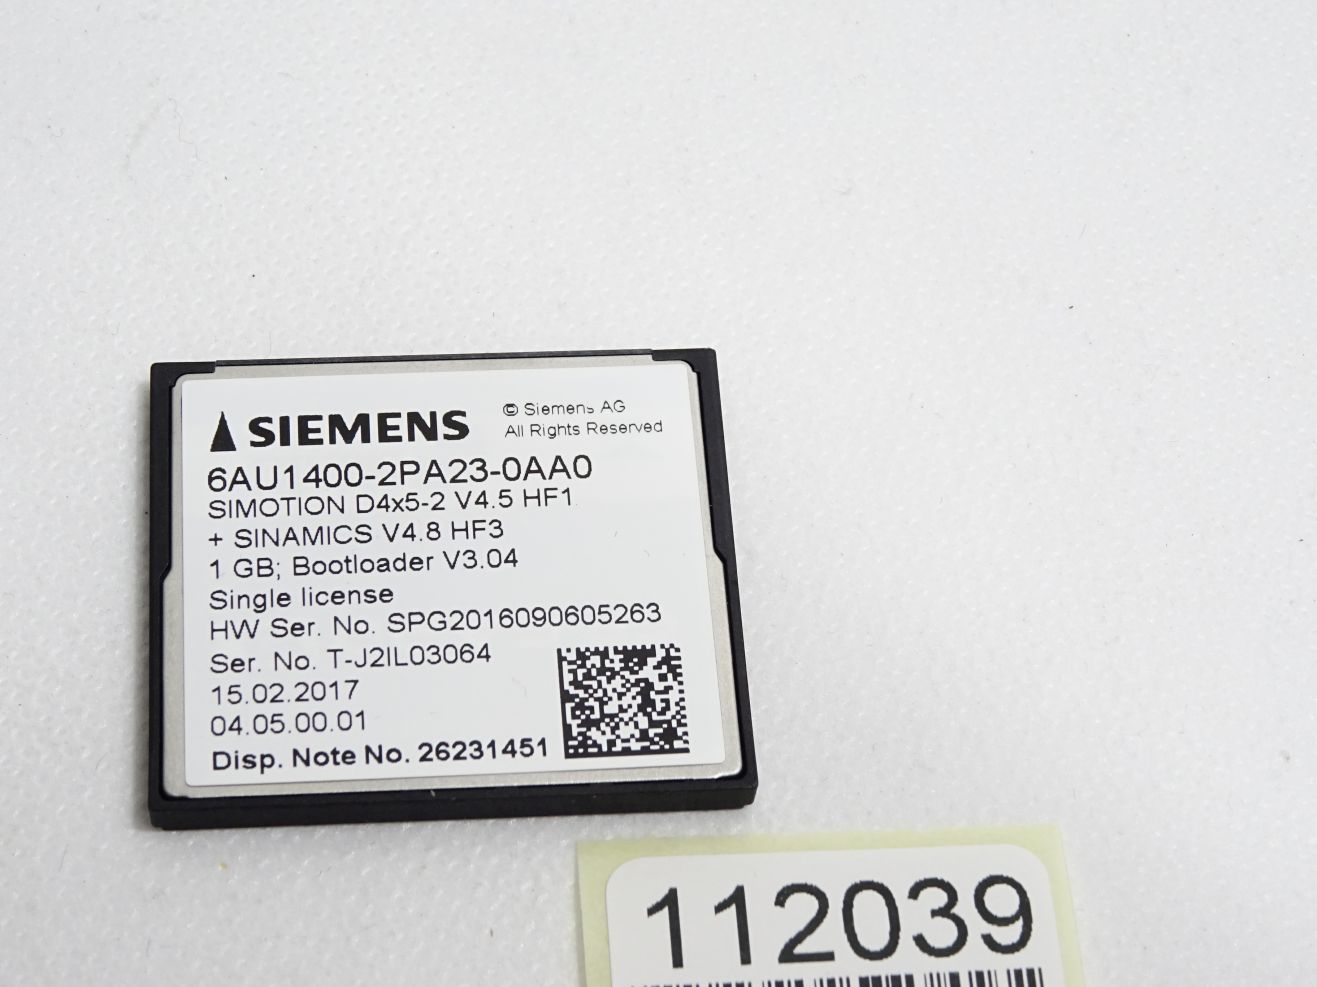 SIEMENS
© Siemens AG
All Rights Reserved
6AU1400-2PA23-0AA0
SIMOTION D4x5-2 V4.5 HF1
+ SINAMICS V4.8 HF3
1 GB; Bootloader V3.04
Single license
HW Ser. No. SPG2016090605263
Ser. No. T-J2IL03064
15.02.2017
04.05.00.01
Disp. Note No. 26231451
112039